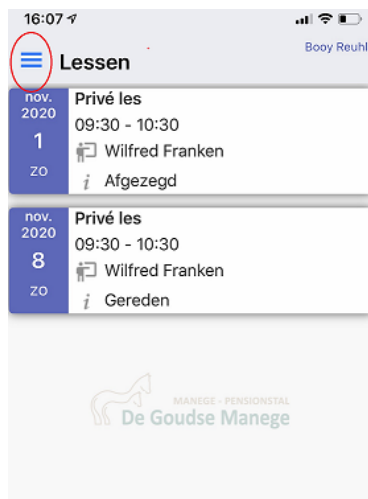 16:07
Booy Reuhl
Lessen
nov.
2020
1
zo
Privé les
09:30 - 10:30
Wilfred Franken
i Afgezegd
nov.
2020
8
zo
Privé les
09:30 - 10:30
Wilfred Franken
i Gereden
MANEGE - PENSIONSTAL
De Goudse Manege